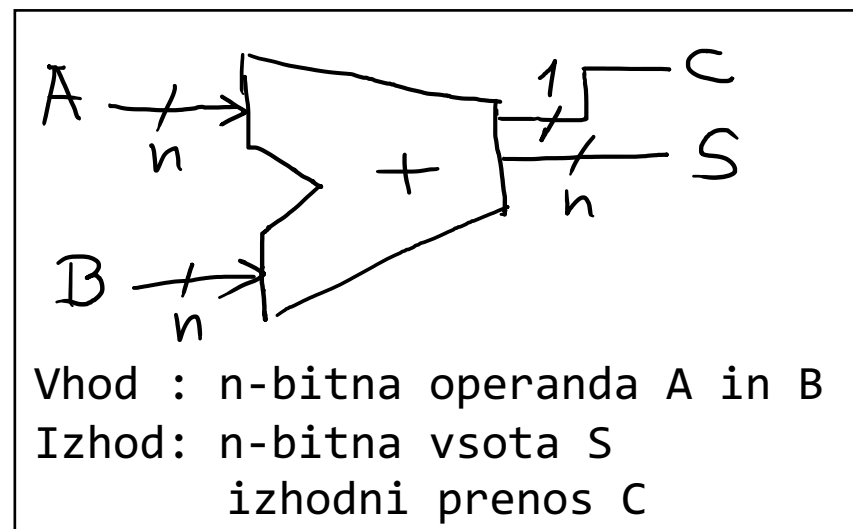 A
n
B
n
+
1
C
n
S
Vhod : n-bitna operanda A in B
Izhod: n-bitna vsota S
izhodni prenos C